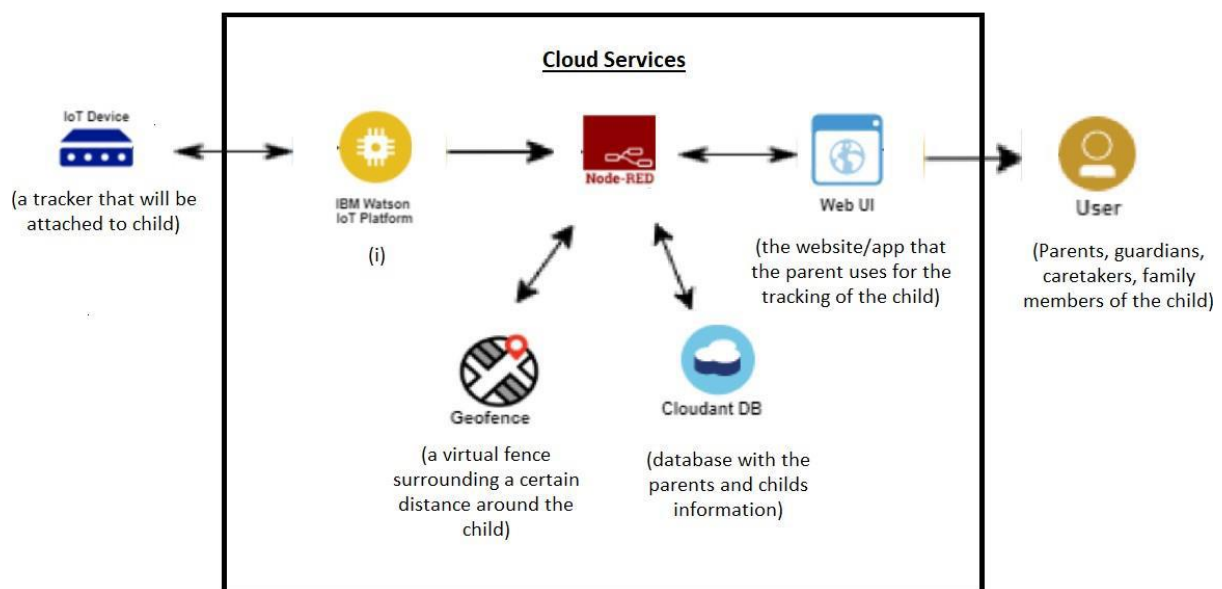 Cloud Services
IoT Device
(a tracker that will be
attached to child)
IBM Watson
IoT Platform
(i)
Node-RED
Web UI
(the website/app that
the parent uses for the
tracking of the child)
User
(Parents, guardians,
caretakers, family
members of the child)
Geofence
(a virtual fence
surrounding a certain
distance around the
child)
Cloudant DB
(database with the
parents and childs
information)